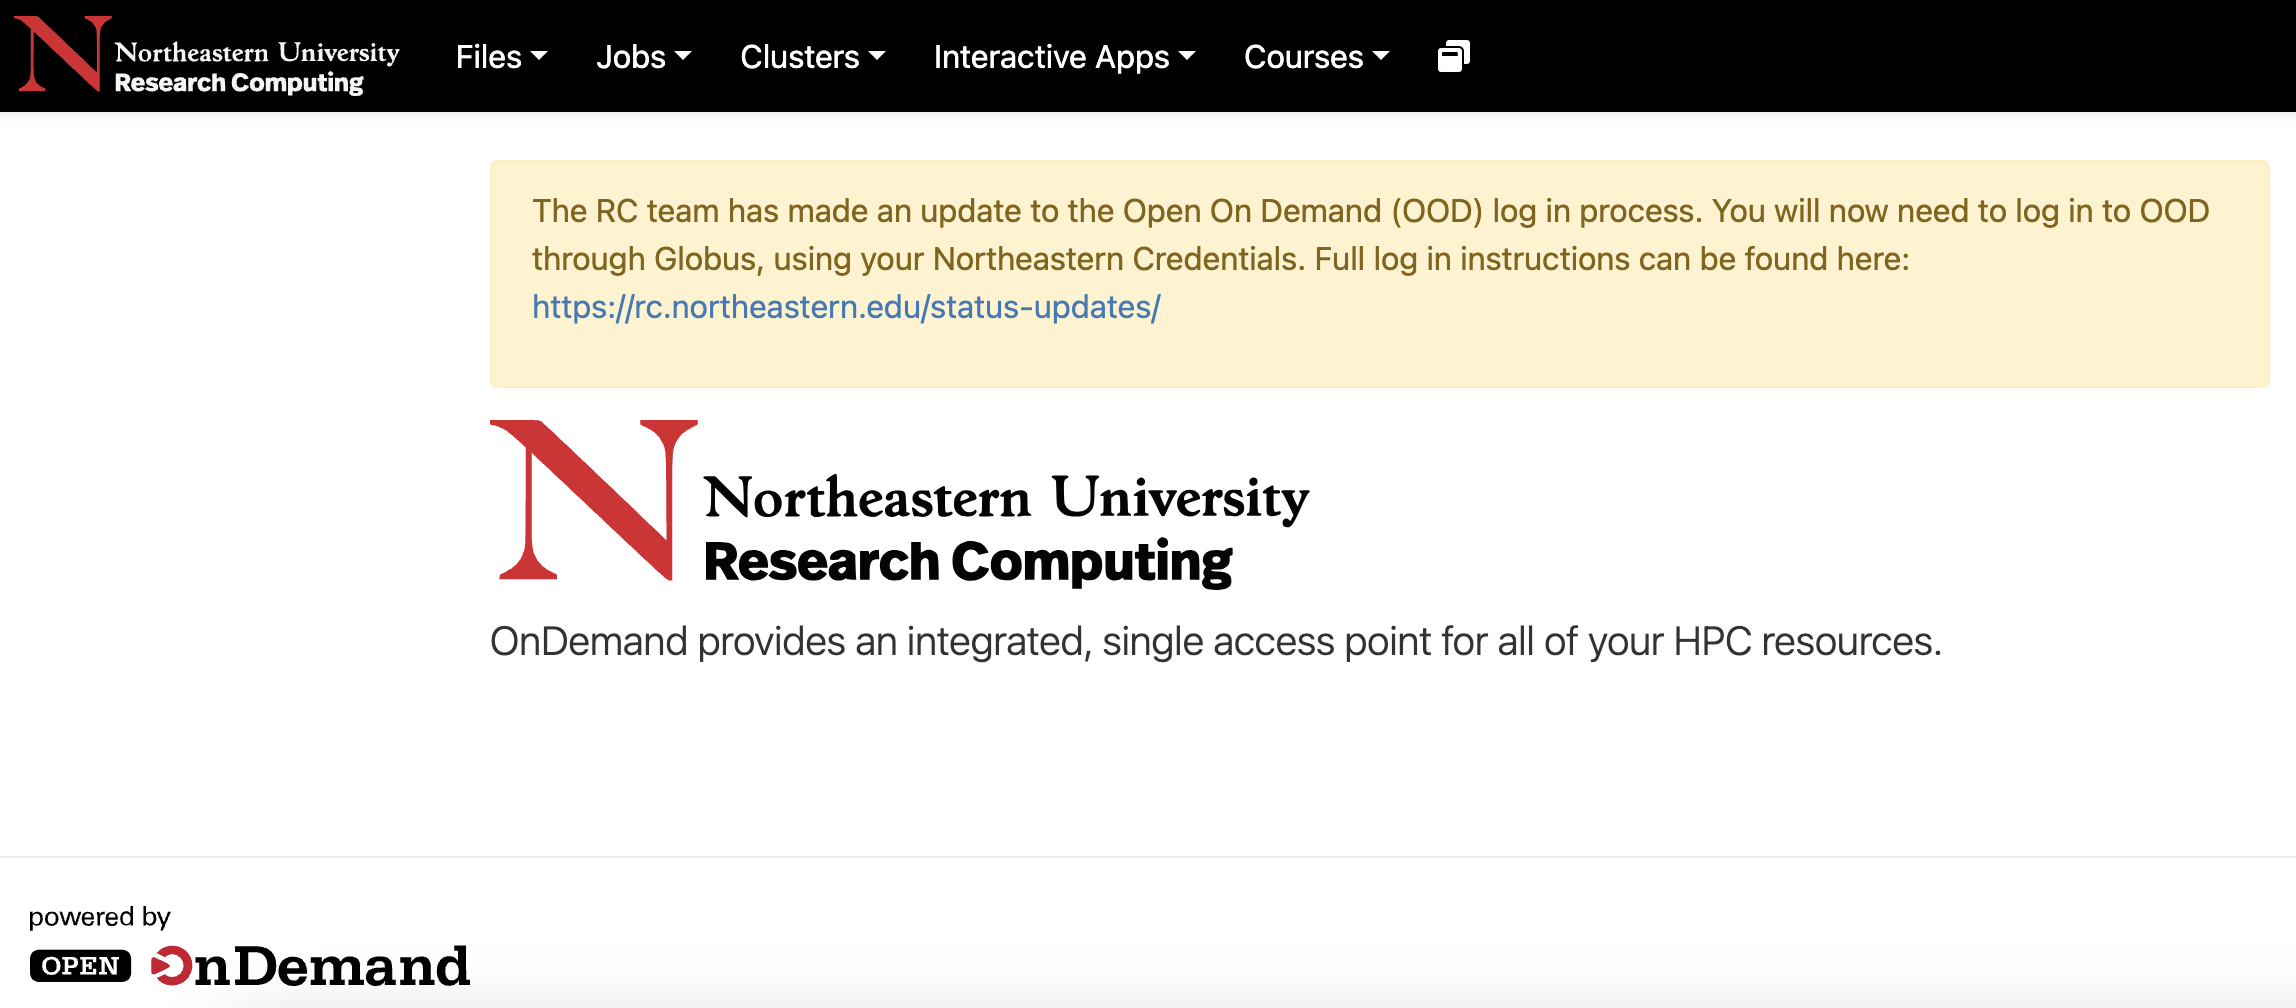 N Northeastern University
Research Computing
Files Jobs Clusters Interactive Apps Courses
The RC team has made an update to the Open On Demand (OOD) log in process. You will now need to log in to OOD
through Globus, using your Northeastern Credentials. Full log in instructions can be found here:
https://rc.northeastern.edu/status-updates/
N Northeastern University
Research Computing
OnDemand provides an integrated, single access point for all of your HPC resources.
powered by
OPEN OnDemand